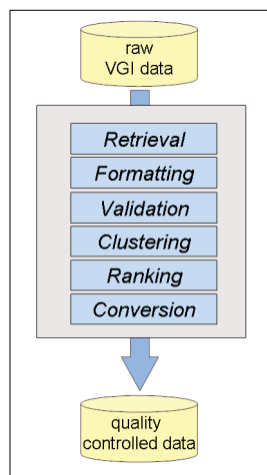 raw
VGI data
Retrieval
Formatting
Validation
Clustering
Ranking
Conversion
quality
controlled data